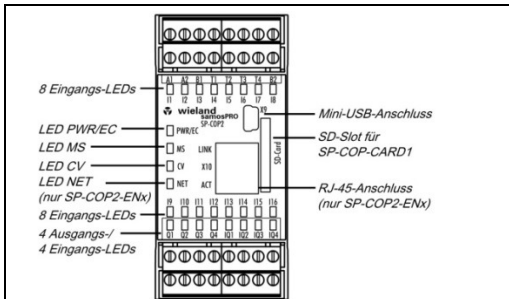 A1 A2 B1 T1 T2 T3 T4 B2
8 Eingangs-LEDs
I1 I2 I3 I4 I5 I6 I7 I8
X9
wieland
samosPRO
SP-COP2
Mini-USB-Anschluss
LED PWR/EC
PWR/EC
SD-Slot für
SP-COP-CARD1
LED MS
MS
LINK
SD-Card
LED CV
CV
X10
LED NET
(nur SP-COP2-ENx)
NET
ACT
RJ-45-Anschluss
(nur SP-COP2-ENx)
8 Eingangs-LEDs
I9 I10 I11 I12 I13 I14 I15 I16
4 Ausgangs-/
4 Eingangs-LEDs
Q1 Q2 Q3 Q4 IQ1 IQ2 IQ3 IQ4